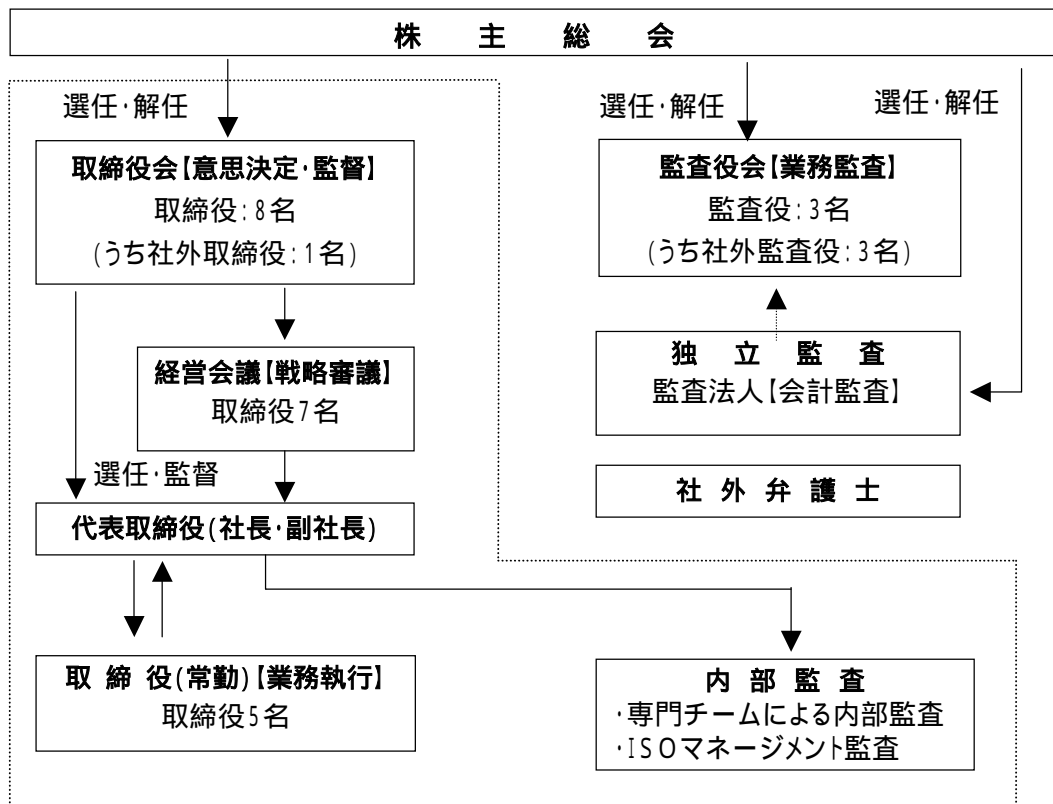 株主総会
選任・解任
選任・解任
選任・解任
取締役会【意思決定・監督】
取締役：8名
(うち社外取締役：1名)
監査役会【業務監査】
監査役：3名
(うち社外監査役：3名)
経営会議【戦略審議】
取締役7名
独立監査
監査法人【会計監査】
選任・監督
社外弁護士
代表取締役(社長・副社長)
取締役(常勤)【業務執行】
取締役5名
内部監査
・専門チームによる内部監査
・ISOマネージメント監査